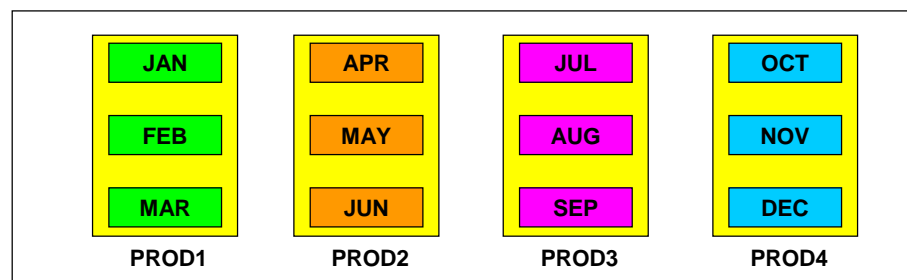 JAN APR JUL OCT
FEB MAY AUG NOV
MAR JUN SEP DEC
PROD1 PROD2 PROD3 PROD4